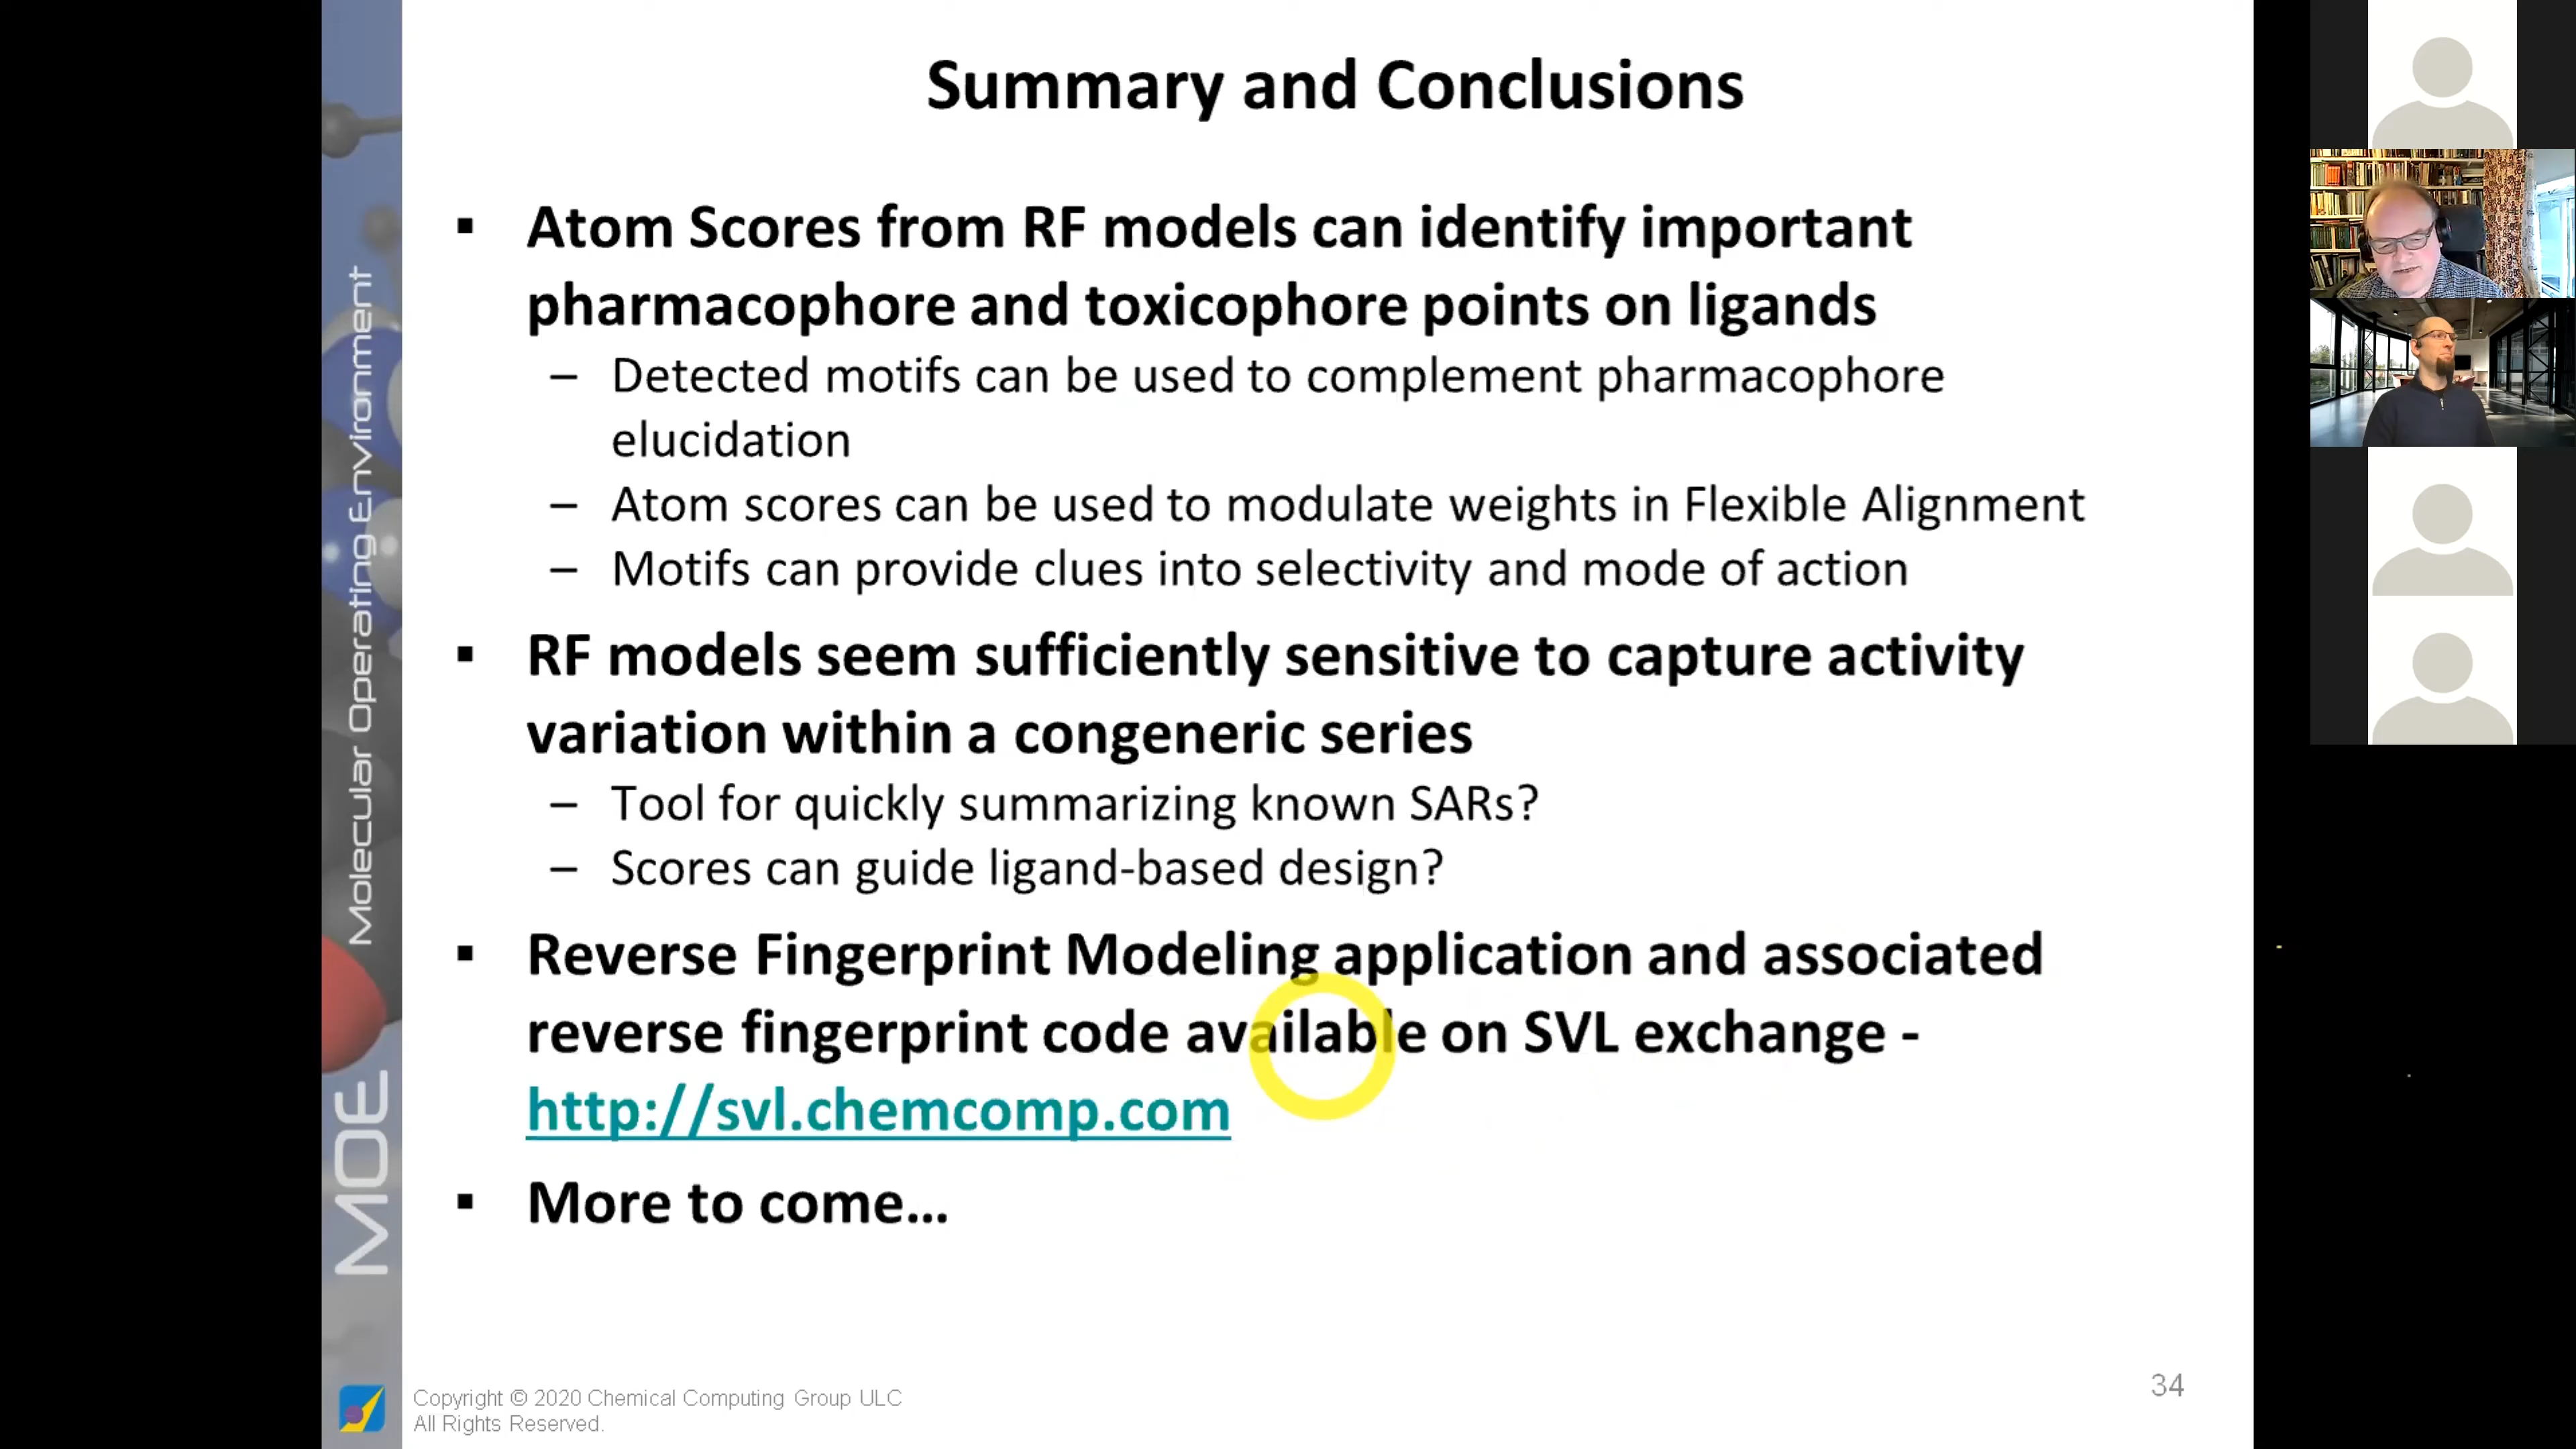 Summary and Conclusions
▪ Atom Scores from RF models can identify important
pharmacophore and toxicophore points on ligands
– Detected motifs can be used to complement pharmacophore
elucidation
– Atom scores can be used to modulate weights in Flexible Alignment
– Motifs can provide clues into selectivity and mode of action
▪ RF models seem sufficiently sensitive to capture activity
variation within a congeneric series
– Tool for quickly summarizing known SARs?
– Scores can guide ligand-based design?
▪ Reverse Fingerprint Modeling application and associated
reverse fingerprint code available on SVL exchange -
http://svl.chemcomp.com
▪ More to come…
MOE Molecular Operating Environment
Copyright © 2020 Chemical Computing Group ULC
All Rights Reserved.
34